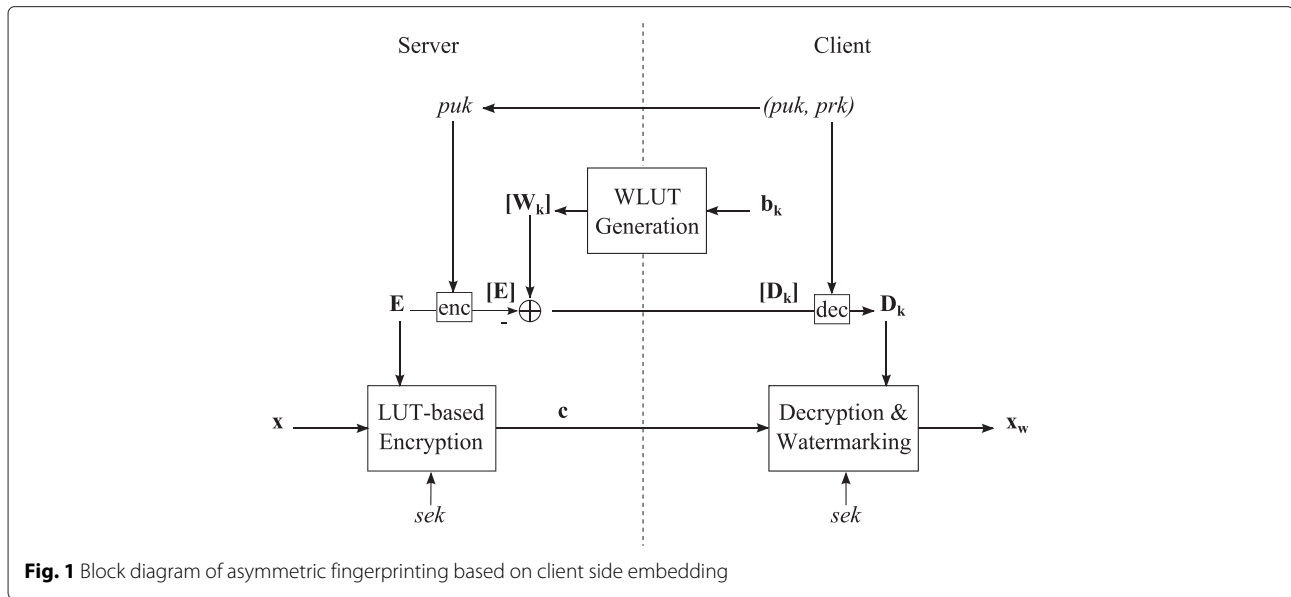 Server
Client
puk
(puk, prk)
[Wₖ]
WLUT
Generation
bₖ
E
enc
[E]
-
[Dₖ]
dec
Dₖ
x
LUT-based
Encryption
c
Decryption &
Watermarking
x_w
sek
sek
Fig. 1 Block diagram of asymmetric fingerprinting based on client side embedding